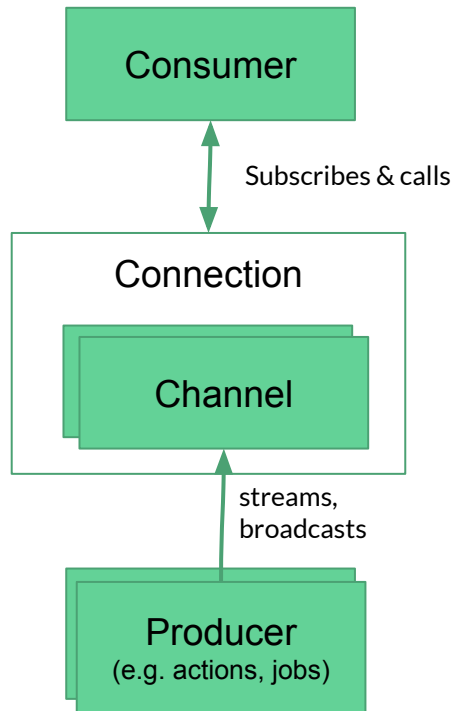 Consumer
Subscribes & calls
Connection
Channel
streams,
broadcasts
Producer
(e.g. actions, jobs)